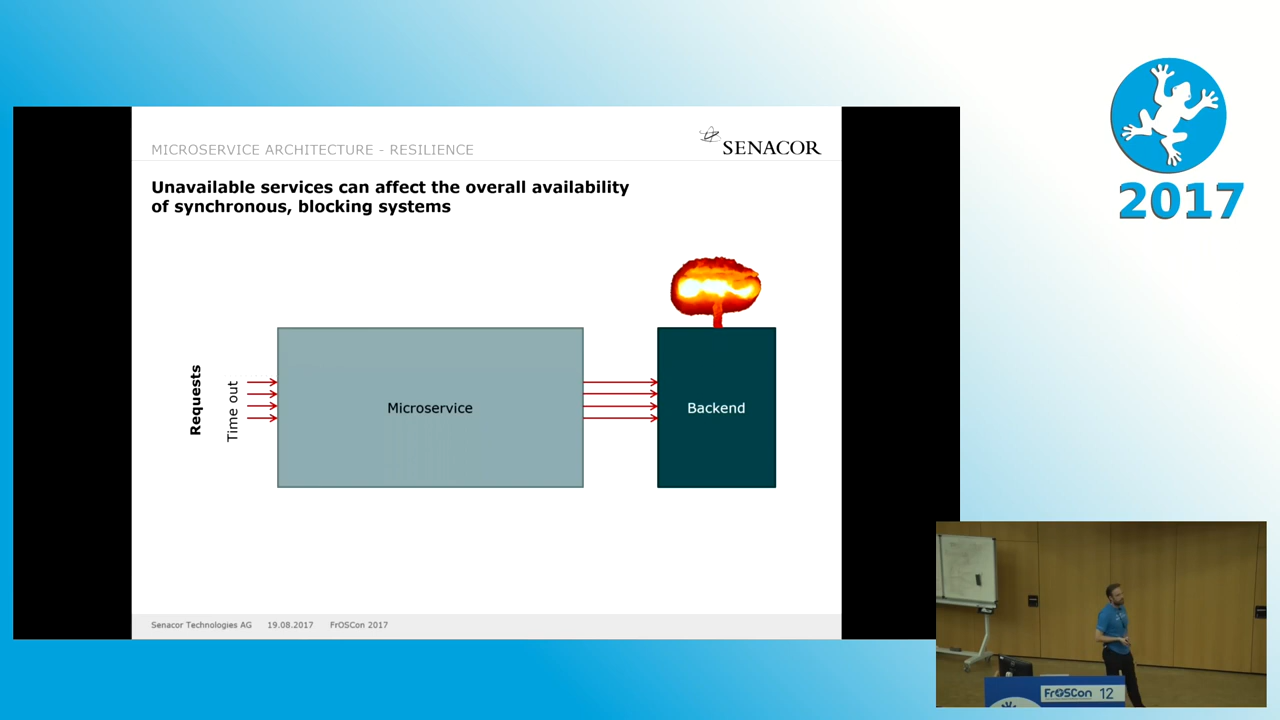 MICROSERVICE ARCHITECTURE - RESILIENCE
SENACOR
Unavailable services can affect the overall availability
of synchronous, blocking systems
Requests
Time out
Microservice
Backend
Senacor Technologies AG 19.08.2017 FrOSCon 2017
2017
FrOSCon 12